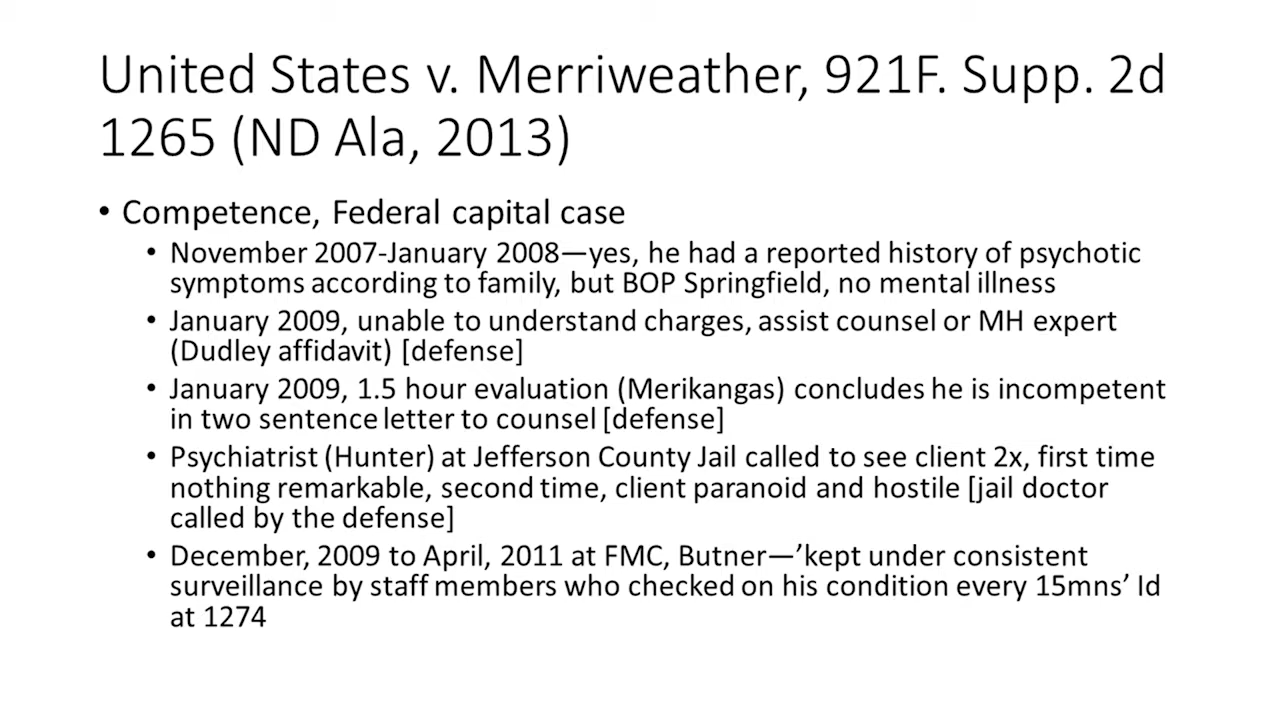 United States v. Merriweather, 921F. Supp. 2d
1265 (ND Ala, 2013)
• Competence, Federal capital case
• November 2007-January 2008—yes, he had a reported history of psychotic
symptoms according to family, but BOP Springfield, no mental illness
• January 2009, unable to understand charges, assist counsel or MH expert
(Dudley affidavit) [defense]
• January 2009, 1.5 hour evaluation (Merikangas) concludes he is incompetent
in two sentence letter to counsel [defense]
• Psychiatrist (Hunter) at Jefferson County Jail called to see client 2x, first time
nothing remarkable, second time, client paranoid and hostile [jail doctor
called by the defense]
• December, 2009 to April, 2011 at FMC, Butner—’kept under consistent
surveillance by staff members who checked on his condition every 15mns’ Id
at 1274